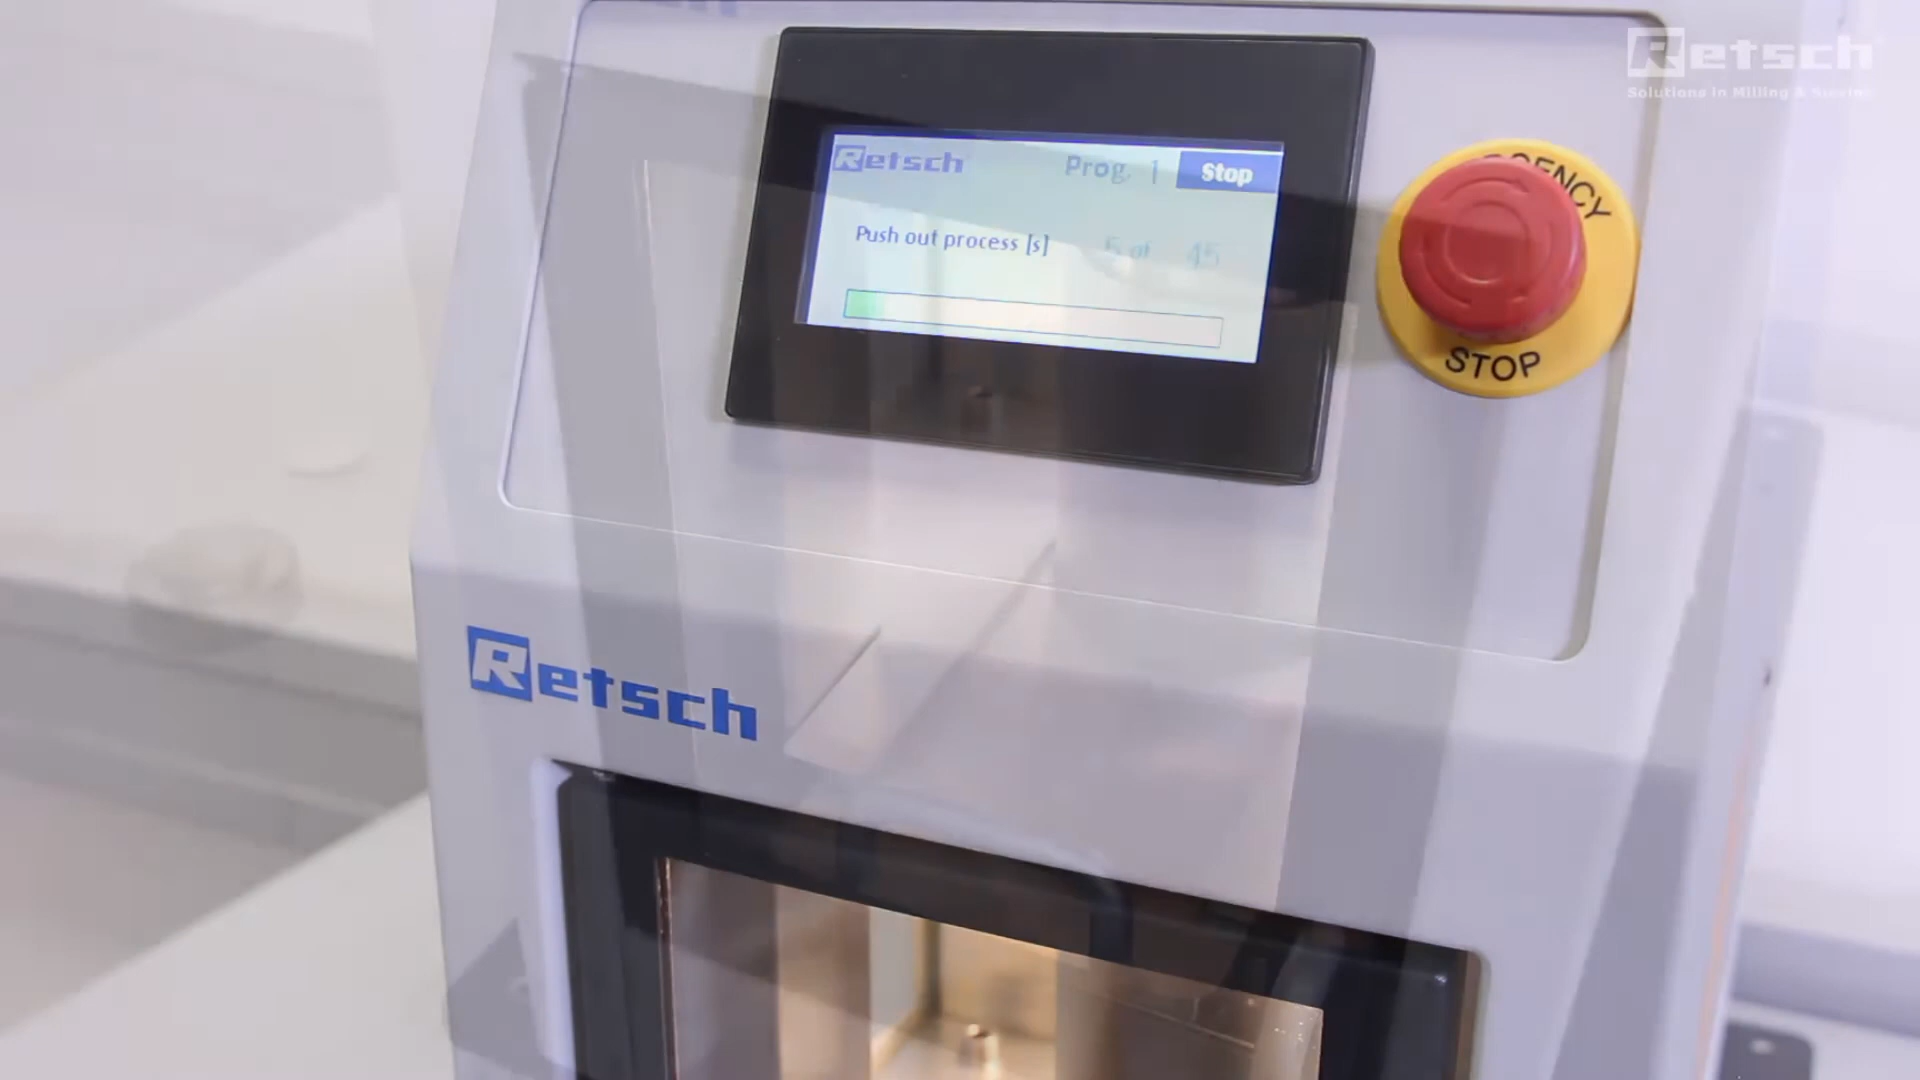 Retsch
Solutions in Milling & Sieving
Retsch Prog. 1 Stop
Push out process [s] 5 of 45
STOP
Retsch